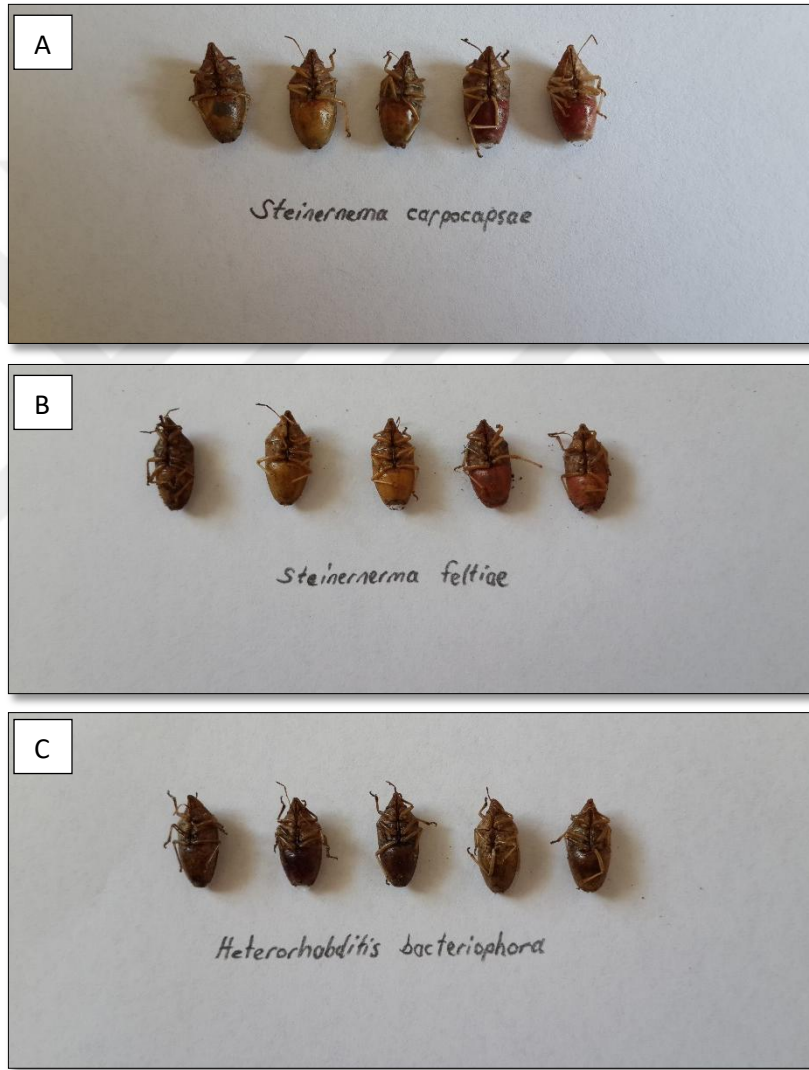 A
Steinernema carpocapsae
B
Steinernerma feltiae
C
Heterorhabditis bacteriophora